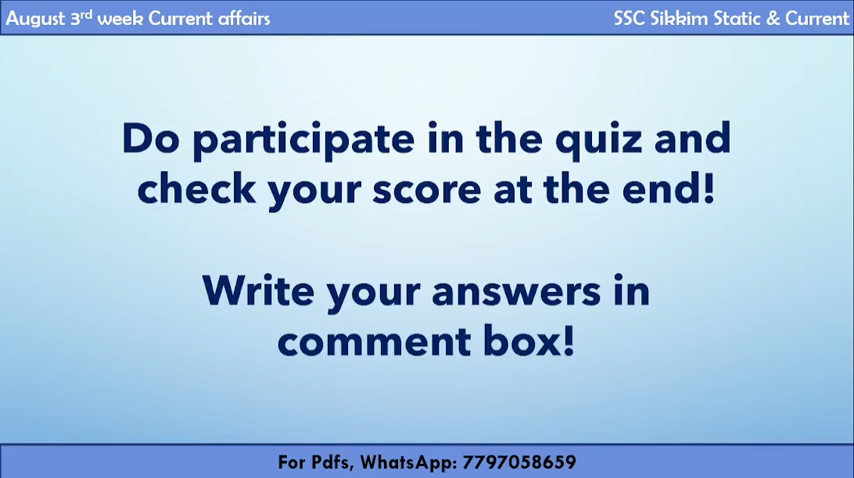 August 3rd week Current affairs
SSC Sikkim Static & Current
Do participate in the quiz and
check your score at the end!
Write your answers in
comment box!
For Pdfs, WhatsApp: 7797058659